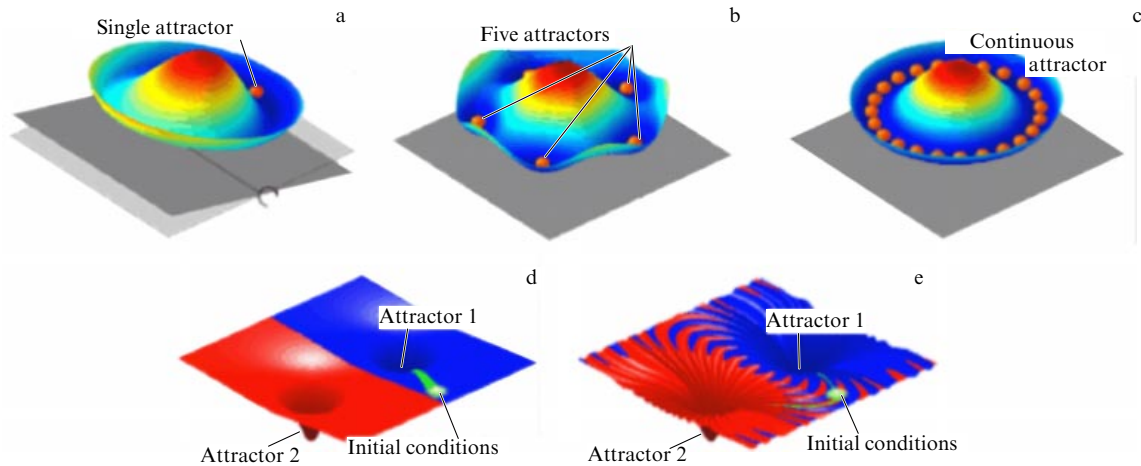 a
Single attractor
b
Five attractors
c
Continuous
attractor
d
Attractor 1
Attractor 2
Initial conditions
e
Attractor 1
Attractor 2
Initial conditions